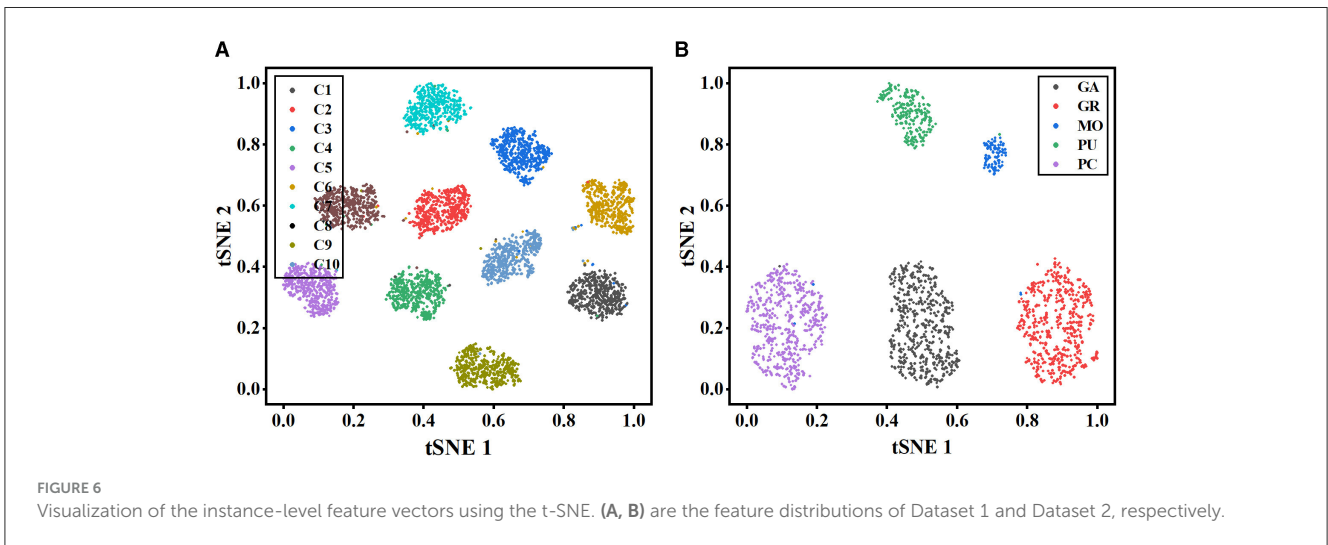 A
B
1.0
0.8
0.6
0.4
0.2
0.0
tSNE 2
C1
C2
C3
C4
C5
C6
C7
C8
C9
C10
0.0 0.2 0.4 0.6 0.8 1.0
tSNE 1
1.0
0.8
0.6
0.4
0.2
0.0
tSNE 2
GA
GR
MO
PU
PC
0.0 0.2 0.4 0.6 0.8 1.0
tSNE 1
FIGURE 6
Visualization of the instance-level feature vectors using the t-SNE. (A, B) are the feature distributions of Dataset 1 and Dataset 2, respectively.